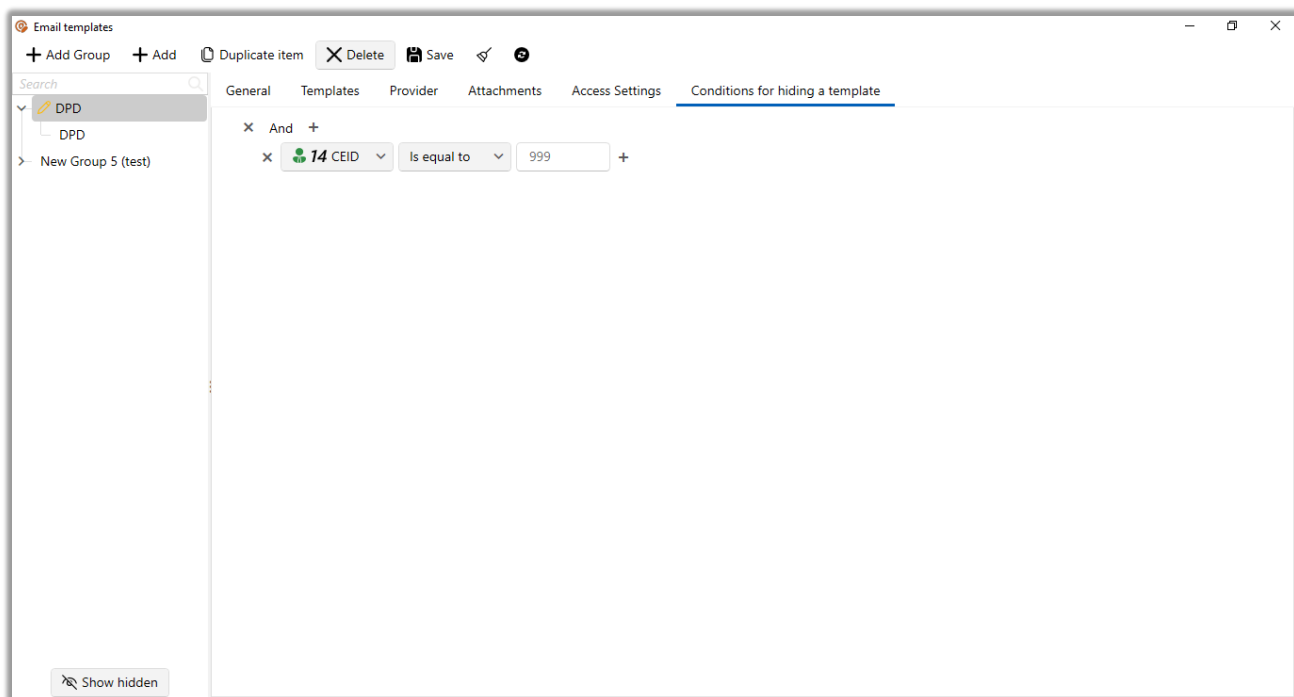 Email templates
Add Group Add Duplicate item Delete Save
Search
General Templates Provider Attachments Access Settings Conditions for hiding a template
DPD
DPD
New Group 5 (test)
And
14 CEID Is equal to 999
Show hidden